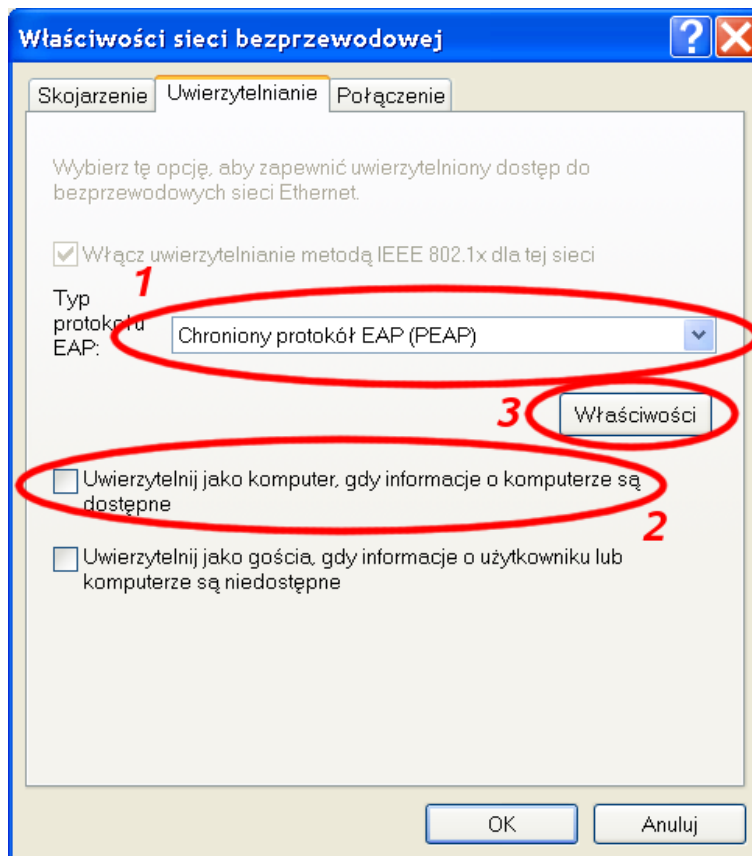 Właściwości sieci bezprzewodowej
Skojarzenie Uwierzytelnianie Połączenie
Wybierz tę opcję, aby zapewnić uwierzytelniony dostęp do
bezprzewodowych sieci Ethernet.
Włącz uwierzytelnianie metodą IEEE 802.1x dla tej sieci
1
Typ
protokołu
EAP:
Chroniony protokół EAP (PEAP)
3 Właściwości
Uwierzytelnij jako komputer, gdy informacje o komputerze są
dostępne
2
Uwierzytelnij jako gościa, gdy informacje o użytkowniku lub
komputerze są niedostępne
OK Anuluj